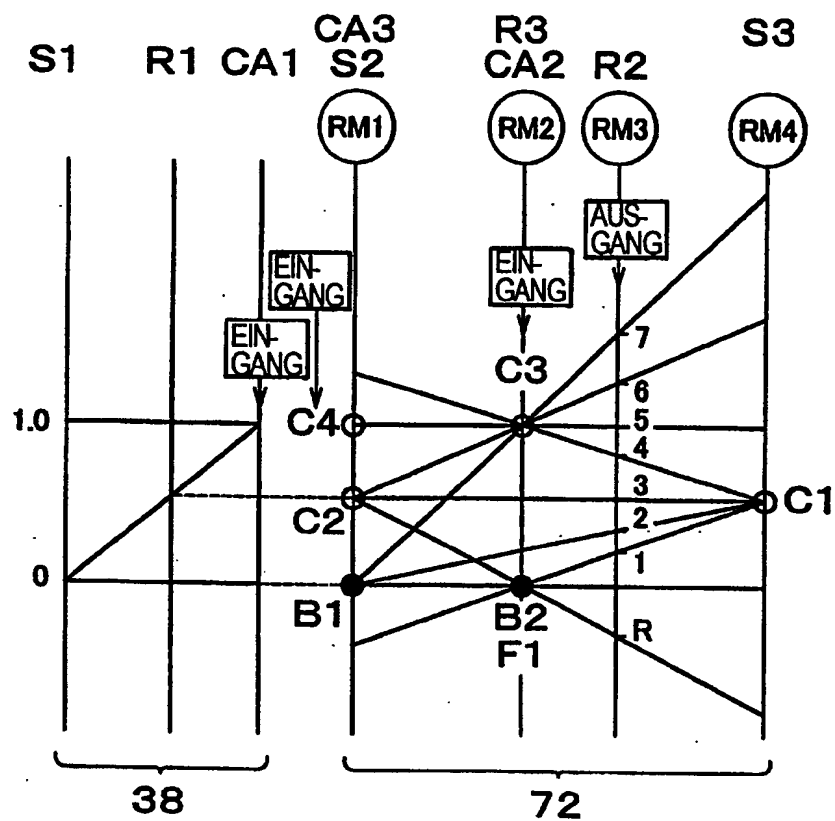 CA3 R3 S3
S1 R1 CA1 S2 CA2 R2
RM1 RM2 RM3 RM4
AUS-
GANG
EIN-
GANG
EIN-
GANG
EIN-
GANG
7
C3
6
1.0
C4
5
4
C2
3
C1
2
0
1
B1
B2
R
F1
38
72